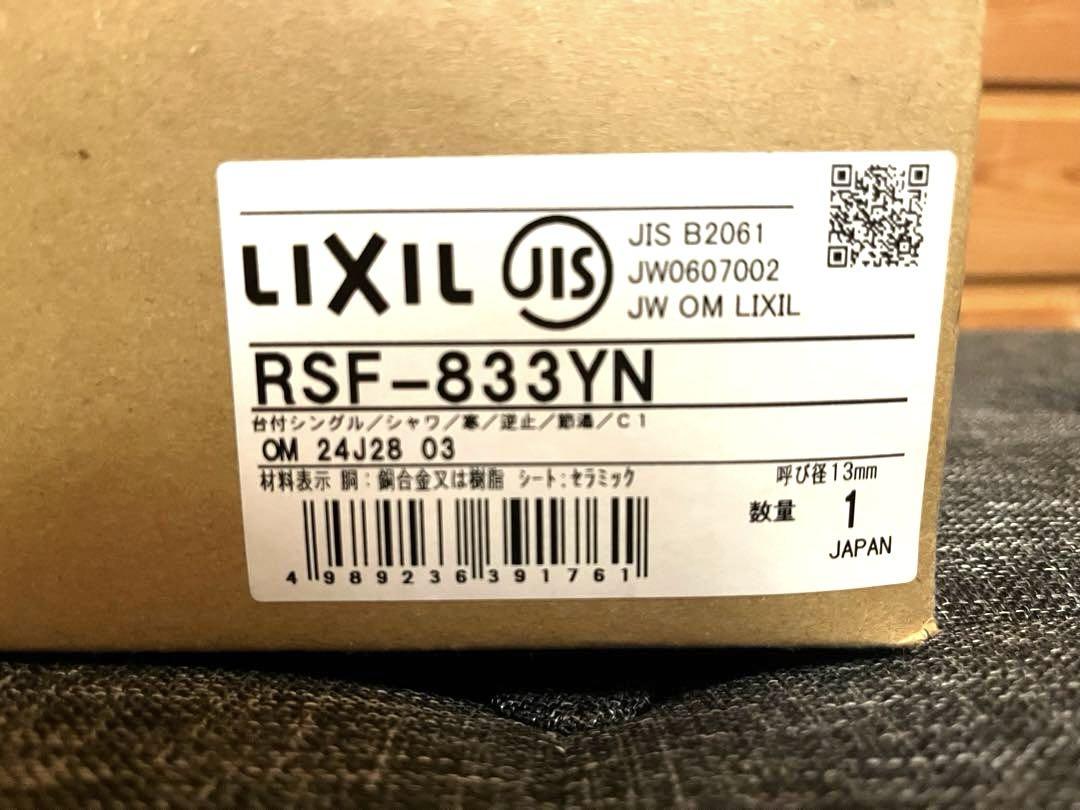 LIXIL
JIS
JIS B2061
JW0607002
JW OM LIXIL
RSF-833YN
台付シングル/シャワ/寒/逆止/節湯/C1
OM 24J28 03
材料表示 胴:銅合金又は樹脂 シート:セラミック
呼び径13mm
数量 1
JAPAN
4989236391761